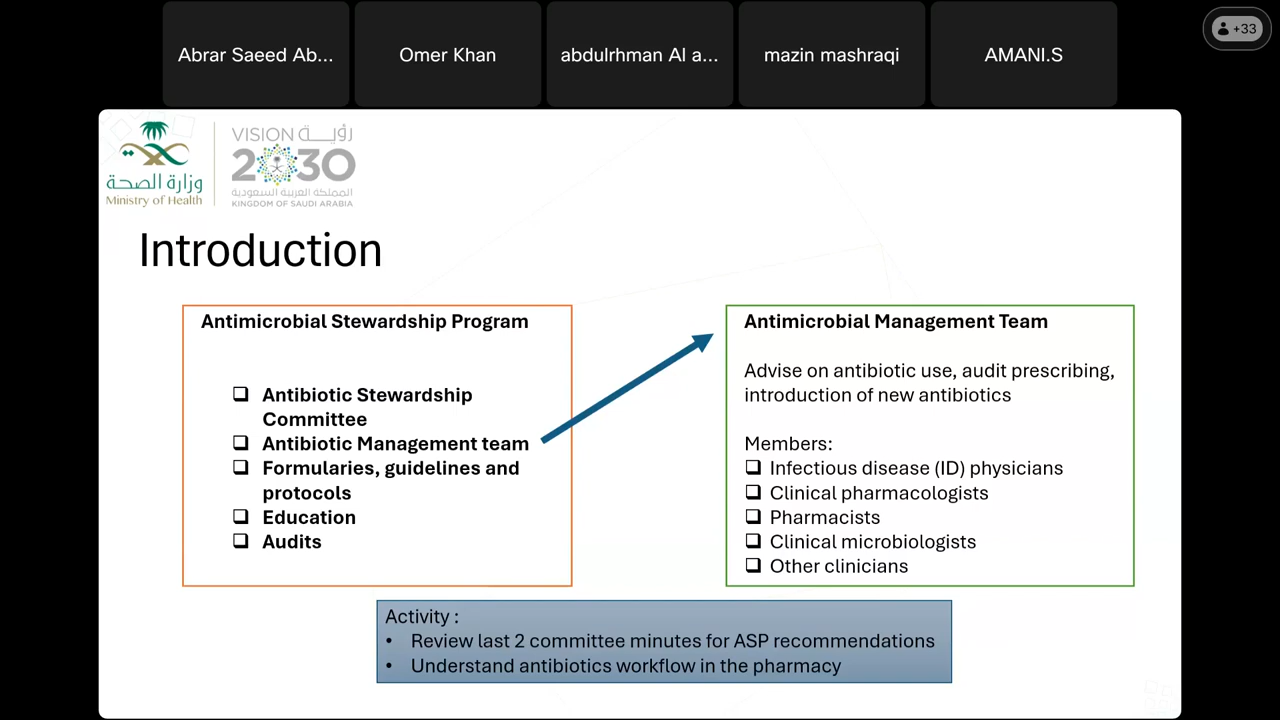 Abrar Saeed Ab...
Omer Khan
abdulrhman Al a...
mazin mashraqi
AMANI.S
+33
وزارة الصحة
Ministry of Health
VISION رؤيـــة
2030
المملكة العربية السعودية
KINGDOM OF SAUDI ARABIA
Introduction
Antimicrobial Stewardship Program
Antibiotic Stewardship
Committee
Antibiotic Management team
Formularies, guidelines and
protocols
Education
Audits
Antimicrobial Management Team
Advise on antibiotic use, audit prescribing,
introduction of new antibiotics
Members:
Infectious disease (ID) physicians
Clinical pharmacologists
Pharmacists
Clinical microbiologists
Other clinicians
Activity :
• Review last 2 committee minutes for ASP recommendations
• Understand antibiotics workflow in the pharmacy